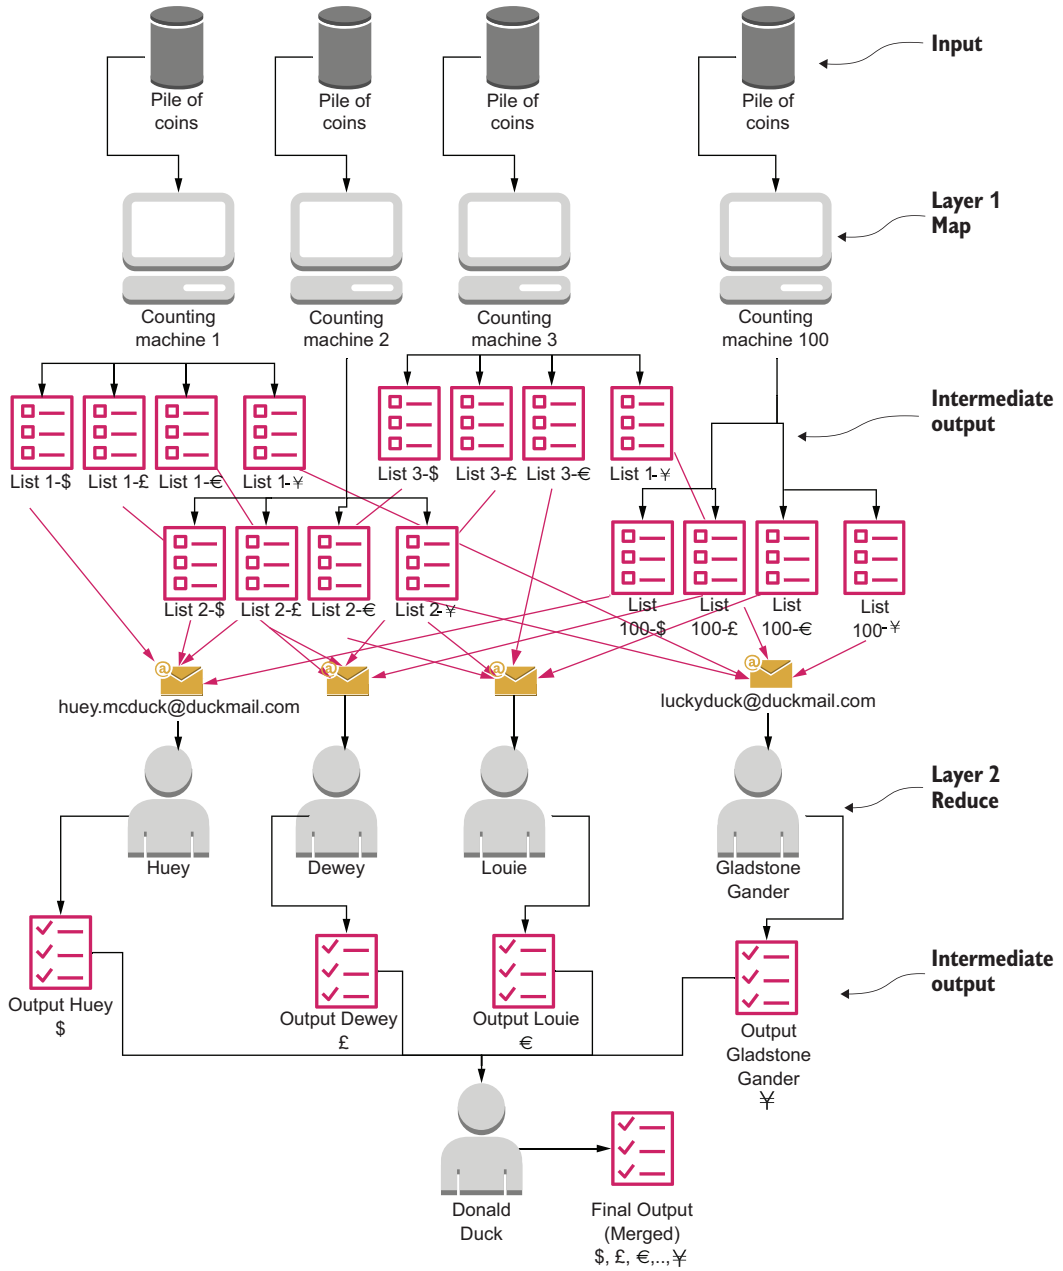 Input
Pile of
coins
Pile of
coins
Pile of
coins
Pile of
coins
Layer 1
Map
Counting
machine 1
Counting
machine 2
Counting
machine 3
Counting
machine 100
Intermediate
output
List 1-$
List 1-£
List 1-€
List 1-¥
List 3-$
List 3-£
List 3-€
List 1-¥
List 2-$
List 2-£
List 2-€
List 2-¥
List
100-$
List
100-£
List
100-€
List
100-¥
@
@
@
@
huey.mcduck@duckmail.com
luckyduck@duckmail.com
Layer 2
Reduce
Huey
Dewey
Louie
Gladstone
Gander
Intermediate
output
Output Huey
$
Output Dewey
£
Output Louie
€
Output
Gladstone
Gander
¥
Donald
Duck
Final Output
(Merged)
$, £, €,..,¥